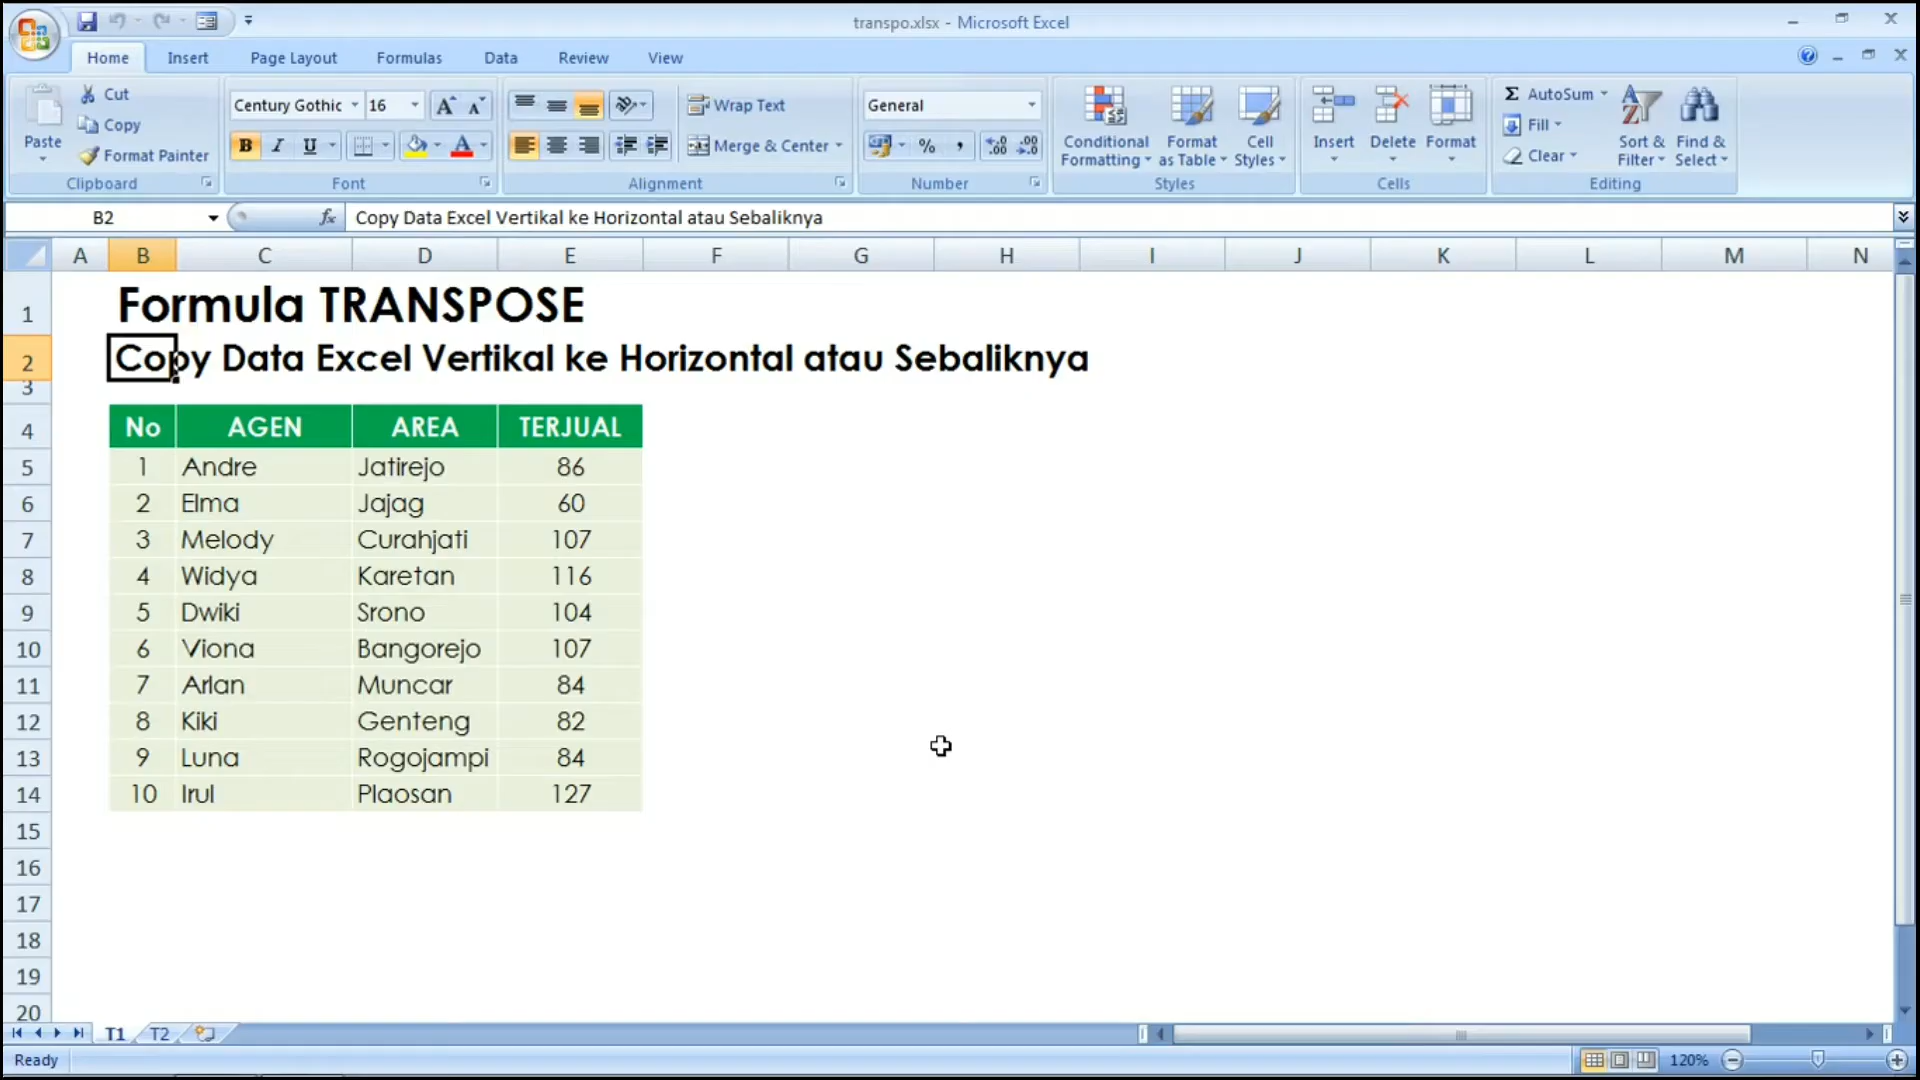 transpo.xlsx - Microsoft Excel
Home Insert Page Layout Formulas Data Review View
Paste Cut Copy Format Painter Clipboard
Century Gothic 16 B I U Font
Wrap Text Merge & Center Alignment
General % , Number
Conditional Formatting Format as Table Cell Styles Styles
Insert Delete Format Cells
Σ AutoSum Fill Clear Sort & Filter Find & Select Editing
B2 fx Copy Data Excel Vertikal ke Horizontal atau Sebaliknya
A B C D E F G H I J K L M N
1 Formula TRANSPOSE
2 Copy Data Excel Vertikal ke Horizontal atau Sebaliknya
3
4 No AGEN AREA TERJUAL
5 1 Andre Jatirejo 86
6 2 Elma Jajag 60
7 3 Melody Curahjati 107
8 4 Widya Karetan 116
9 5 Dwiki Srono 104
10 6 Viona Bangorejo 107
11 7 Arlan Muncar 84
12 8 Kiki Genteng 82
13 9 Luna Rogojampi 84
14 10 Irul Plaosan 127
15
16
17
18
19
20
T1 T2
Ready 120%